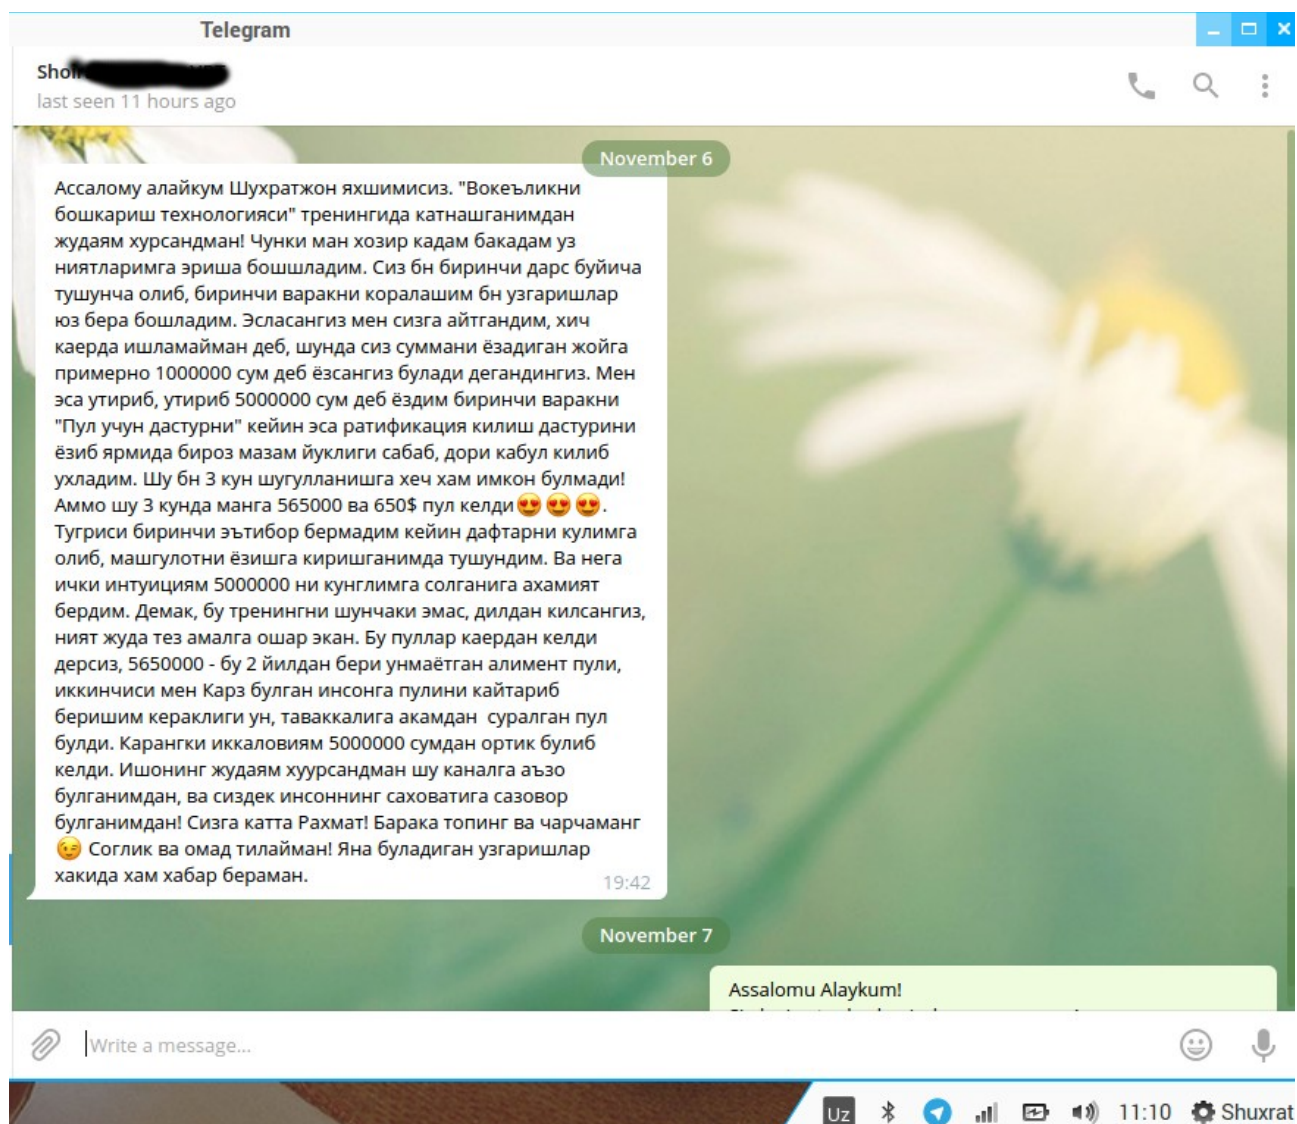 Telegram
last seen 11 hours ago
November 6
Ассалому алайкум Шухратжон яхшимисиз. "Вокеъликни
бошкариш технологияси" тренингида катнашганимдан
жудаям хурсандман! Чунки ман хозир кадам бакадам уз
ниятларимга эриша бошшладим. Сиз бн биринчи дарс буйича
тушунча олиб, биринчи варакни коралашим бн узгаришлар
юз бера бошладим. Эсласангиз мен сизга айтгандим, хич
каерда ишламайман деб, шунда сиз суммани ёзадиган жойга
примерно 1000000 сум деб ёзсангиз булади дегандингиз. Мен
эса утириб, утириб 5000000 сум деб ёздим биринчи варакни
"Пул учун дастурни" кейин эса ратификация килиш дастурини
ёзиб ярмида бироз мазам йуклиги сабаб, дори кабул килиб
ухладим. Шу бн 3 кун шугулланишга хеч хам имкон булмади!
Аммо шу 3 кунда манга 565000 ва 650$ пул келди😍😍😍.
Тугриси биринчи эътибор бермадим кейин дафтарни кулимга
олиб, машгулотни ёзишга киришганимда тушундим. Ва нега
ички интуициям 5000000 ни кунглимга солганига ахамият
бердим. Демак, бу тренингни шунчаки эмас, дилдан килсангиз,
ният жуда тез амалга ошар экан. Бу пуллар каердан келди
дерсиз, 5650000 - бу 2 йилдан бери унмаётган алимент пули,
иккинчиси мен Карз булган инсонга пулини кайтариб
беришим кераклиги ун, таваккалига акамдан суралган пул
булди. Карангки иккаловиям 5000000 сумдан ортик булиб
келди. Ишонинг жудаям хуурсандман шу каналга аъзо
булганимдан, ва сиздек инсоннинг саховатига сазовор
булганимдан! Сизга катта Рахмат! Барака топинг ва чарчаманг
😉 Соглик ва омад тилайман! Яна буладиган узгаришлар
хакида хам хабар бераман.
19:42
November 7
Assalomu Alaykum!
Write a message...
Uz 11:10 Shuxrat